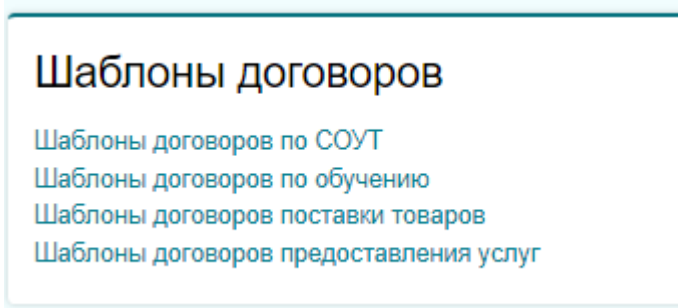 Шаблоны договоров
Шаблоны договоров по СОУТ
Шаблоны договоров по обучению
Шаблоны договоров поставки товаров
Шаблоны договоров предоставления услуг